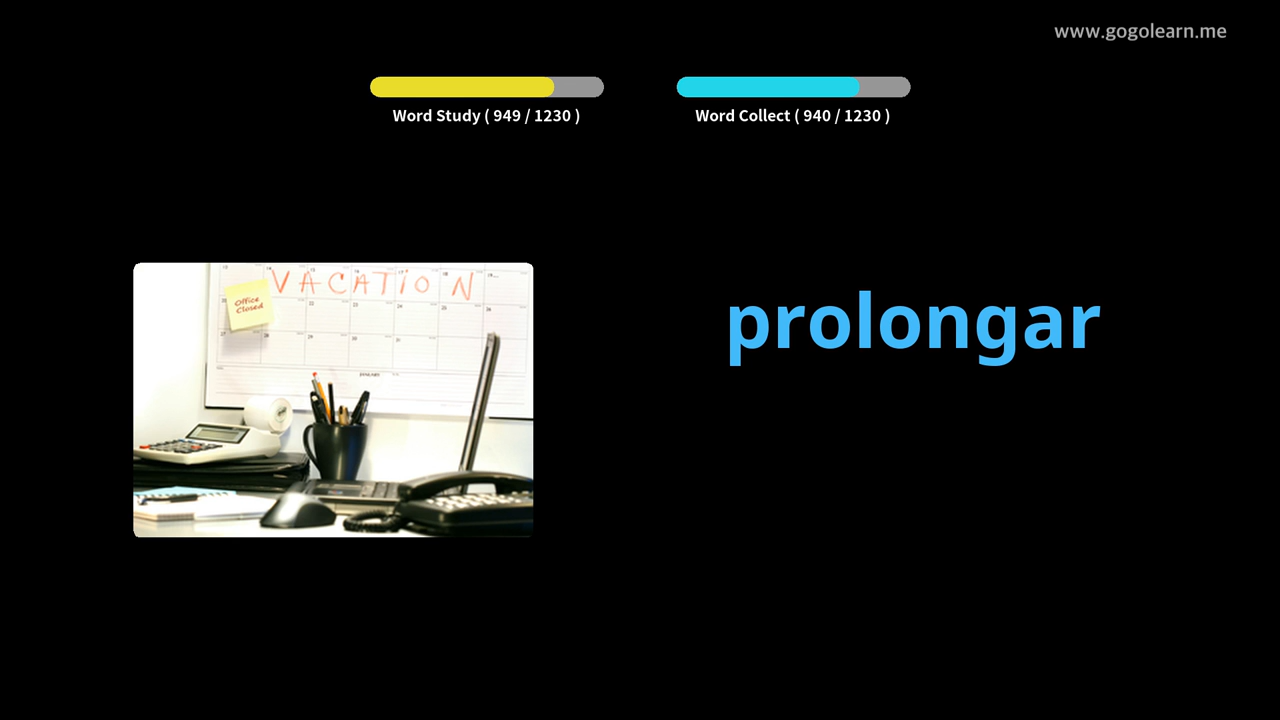 www.gogolearn.me
Word Study ( 949 / 1230 )
Word Collect ( 940 / 1230 )
VACATION
Office
Closed
prolongar